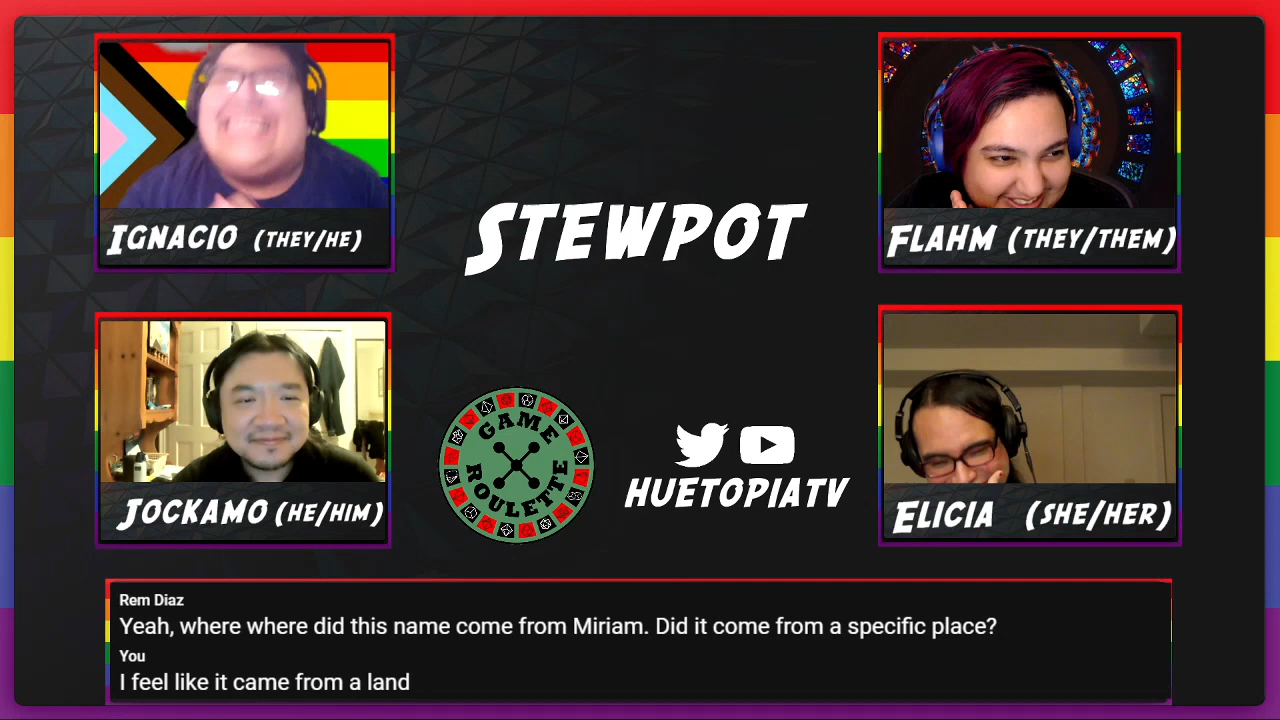 IGNACIO (THEY/HE)
STEWPOT
FLAHM (THEY/THEM)
JOCKAMO (HE/HIM)
GAME
ROULETTE
HUETOPIATV
ELICIA (SHE/HER)
Rem Diaz
Yeah, where where did this name come from Miriam. Did it come from a specific place?
You
I feel like it came from a land